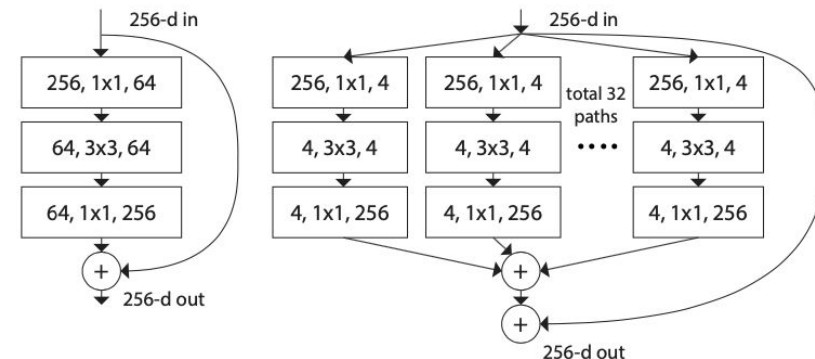 256-d in
256, 1x1, 64
64, 3x3, 64
64, 1x1, 256
+
256-d out
256-d in
256, 1x1, 4
256, 1x1, 4
total 32
paths
....
256, 1x1, 4
4, 3x3, 4
4, 3x3, 4
4, 3x3, 4
4, 1x1, 256
4, 1x1, 256
4, 1x1, 256
+
+
256-d out